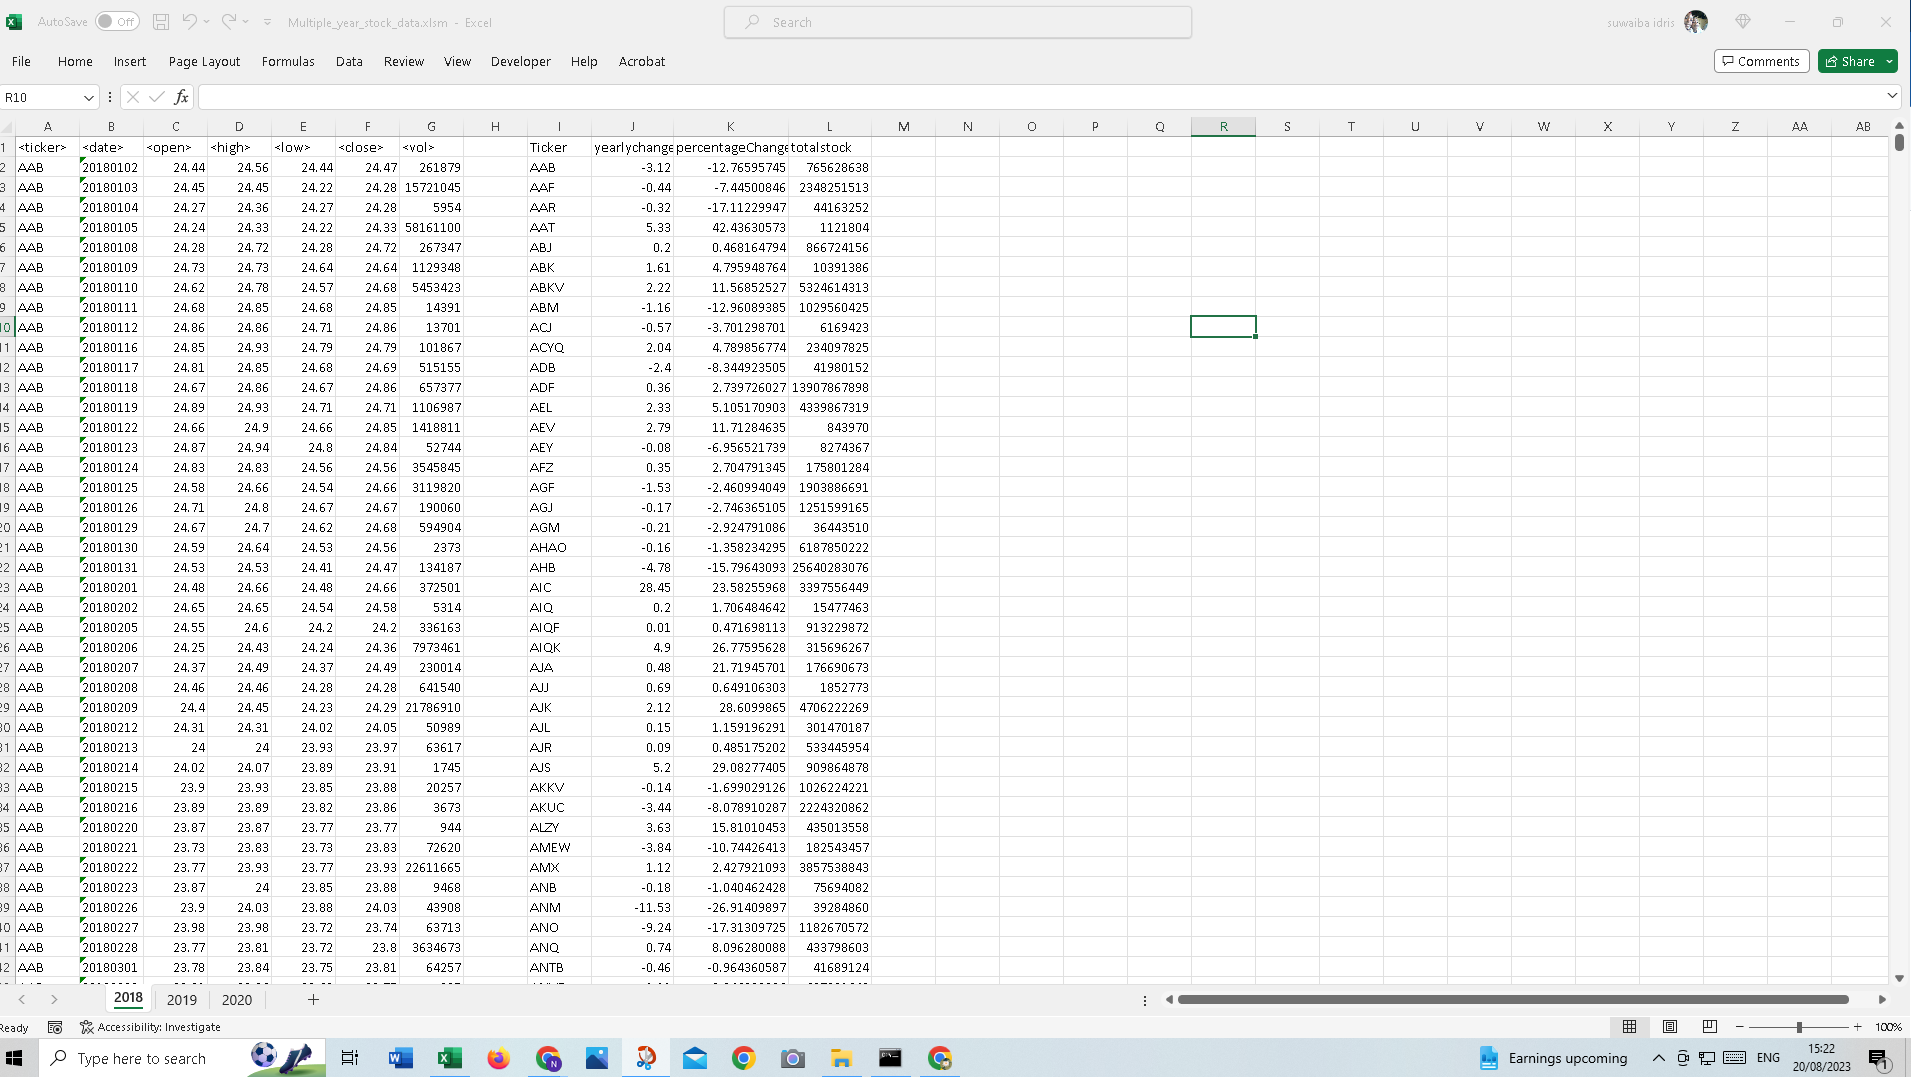 AutoSave Off Multiple_year_stock_data.xlsm - Excel Search suwaiba idris
File Home Insert Page Layout Formulas Data Review View Developer Help Acrobat Comments Share
R10 fx
A B C D E F G H I J K L M N O P Q R S T U V W X Y Z AA AB
1 <ticker> <date> <open> <high> <low> <close> <vol> Ticker yearlychange percentageChange totalstock
2 AAB 20180102 24.44 24.56 24.44 24.47 261879 AAB -3.12 -12.76595745 765628638
3 AAB 20180103 24.45 24.45 24.22 24.28 15721045 AAF -0.44 -7.44500846 2348251513
4 AAB 20180104 24.27 24.36 24.27 24.28 5954 AAR -0.32 -17.11229947 44163252
5 AAB 20180105 24.24 24.33 24.22 24.33 58161100 AAT 5.33 42.43630573 1121804
6 AAB 20180108 24.28 24.72 24.28 24.72 267347 ABJ 0.2 0.468164794 866724156
7 AAB 20180109 24.73 24.73 24.64 24.64 1129348 ABK 1.61 4.795948764 10391386
8 AAB 20180110 24.62 24.78 24.57 24.68 5453423 ABKV 2.22 11.56852527 5324614313
9 AAB 20180111 24.68 24.85 24.68 24.85 14391 ABM -1.16 -12.96089385 1029560425
10 AAB 20180112 24.86 24.86 24.71 24.86 13701 ACJ -0.57 -3.701298701 6169423
11 AAB 20180116 24.85 24.93 24.79 24.79 101867 ACYQ 2.04 4.789856774 234097825
12 AAB 20180117 24.81 24.85 24.68 24.69 515155 ADB -2.4 -8.344923505 41980152
13 AAB 20180118 24.67 24.86 24.67 24.86 657377 ADF 0.36 2.739726027 13907867898
14 AAB 20180119 24.89 24.93 24.71 24.71 1106987 AEL 2.33 5.105170903 4339867319
15 AAB 20180122 24.66 24.9 24.66 24.85 1418811 AEV 2.79 11.71284635 843970
16 AAB 20180123 24.87 24.94 24.8 24.84 52744 AEY -0.08 -6.956521739 8274367
17 AAB 20180124 24.83 24.83 24.56 24.56 3545845 AFZ 0.35 2.704791345 175801284
18 AAB 20180125 24.58 24.66 24.54 24.66 3119820 AGF -1.53 -2.460994049 1903886691
19 AAB 20180126 24.71 24.8 24.67 24.67 190060 AGJ -0.17 -2.746365105 1251599165
20 AAB 20180129 24.67 24.7 24.62 24.68 594904 AGM -0.21 -2.924791086 36443510
21 AAB 20180130 24.59 24.64 24.53 24.56 2373 AHAO -0.16 -1.358234295 6187850222
22 AAB 20180131 24.53 24.53 24.41 24.47 134187 AHB -4.78 -15.79643093 25640283076
23 AAB 20180201 24.48 24.66 24.48 24.66 372501 AIC 28.45 23.58255968 3397556449
24 AAB 20180202 24.65 24.65 24.54 24.58 5314 AIQ 0.2 1.706484642 15477463
25 AAB 20180205 24.55 24.6 24.2 24.2 336163 AIQF 0.01 0.471698113 913229872
26 AAB 20180206 24.25 24.43 24.24 24.36 7973461 AIQK 4.9 26.77595628 315696267
27 AAB 20180207 24.37 24.49 24.37 24.49 230014 AJA 0.48 21.71945701 176690673
28 AAB 20180208 24.46 24.46 24.28 24.28 641540 AJJ 0.69 0.649106303 1852773
29 AAB 20180209 24.4 24.45 24.23 24.29 21786910 AJK 2.12 28.6099865 4706222269
30 AAB 20180212 24.31 24.31 24.02 24.05 50989 AJL 0.15 1.159196291 301470187
31 AAB 20180213 24 24 23.93 23.97 63617 AJR 0.09 0.485175202 533445954
32 AAB 20180214 24.02 24.07 23.89 23.91 1745 AJS 5.2 29.08277405 909864878
33 AAB 20180215 23.9 23.93 23.85 23.88 20257 AKKV -0.14 -1.699029126 1026224221
34 AAB 20180216 23.89 23.89 23.82 23.86 3673 AKUC -3.44 -8.078910287 2224320862
35 AAB 20180220 23.87 23.87 23.77 23.77 944 ALZY 3.63 15.81010453 435013558
36 AAB 20180221 23.73 23.83 23.73 23.83 72620 AMEW -3.84 -10.74426413 182543457
37 AAB 20180222 23.77 23.93 23.77 23.93 22611665 AMX 1.12 2.427921093 3857538843
38 AAB 20180223 23.87 24 23.85 23.88 9468 ANB -0.18 -1.040462428 75694082
39 AAB 20180226 23.9 24.03 23.88 24.03 43908 ANM -11.53 -26.91409897 39284860
40 AAB 20180227 23.98 23.98 23.72 23.74 63713 ANO -9.24 -17.31309725 1182670572
41 AAB 20180228 23.77 23.81 23.72 23.8 3634673 ANQ 0.74 8.096280088 433798603
42 AAB 20180301 23.78 23.84 23.75 23.81 64257 ANTB -0.46 -0.964360587 41689124
2018 2019 2020
Ready Accessibility: Investigate 100%
Type here to search Earnings upcoming ENG 15:22 1
20/08/2023